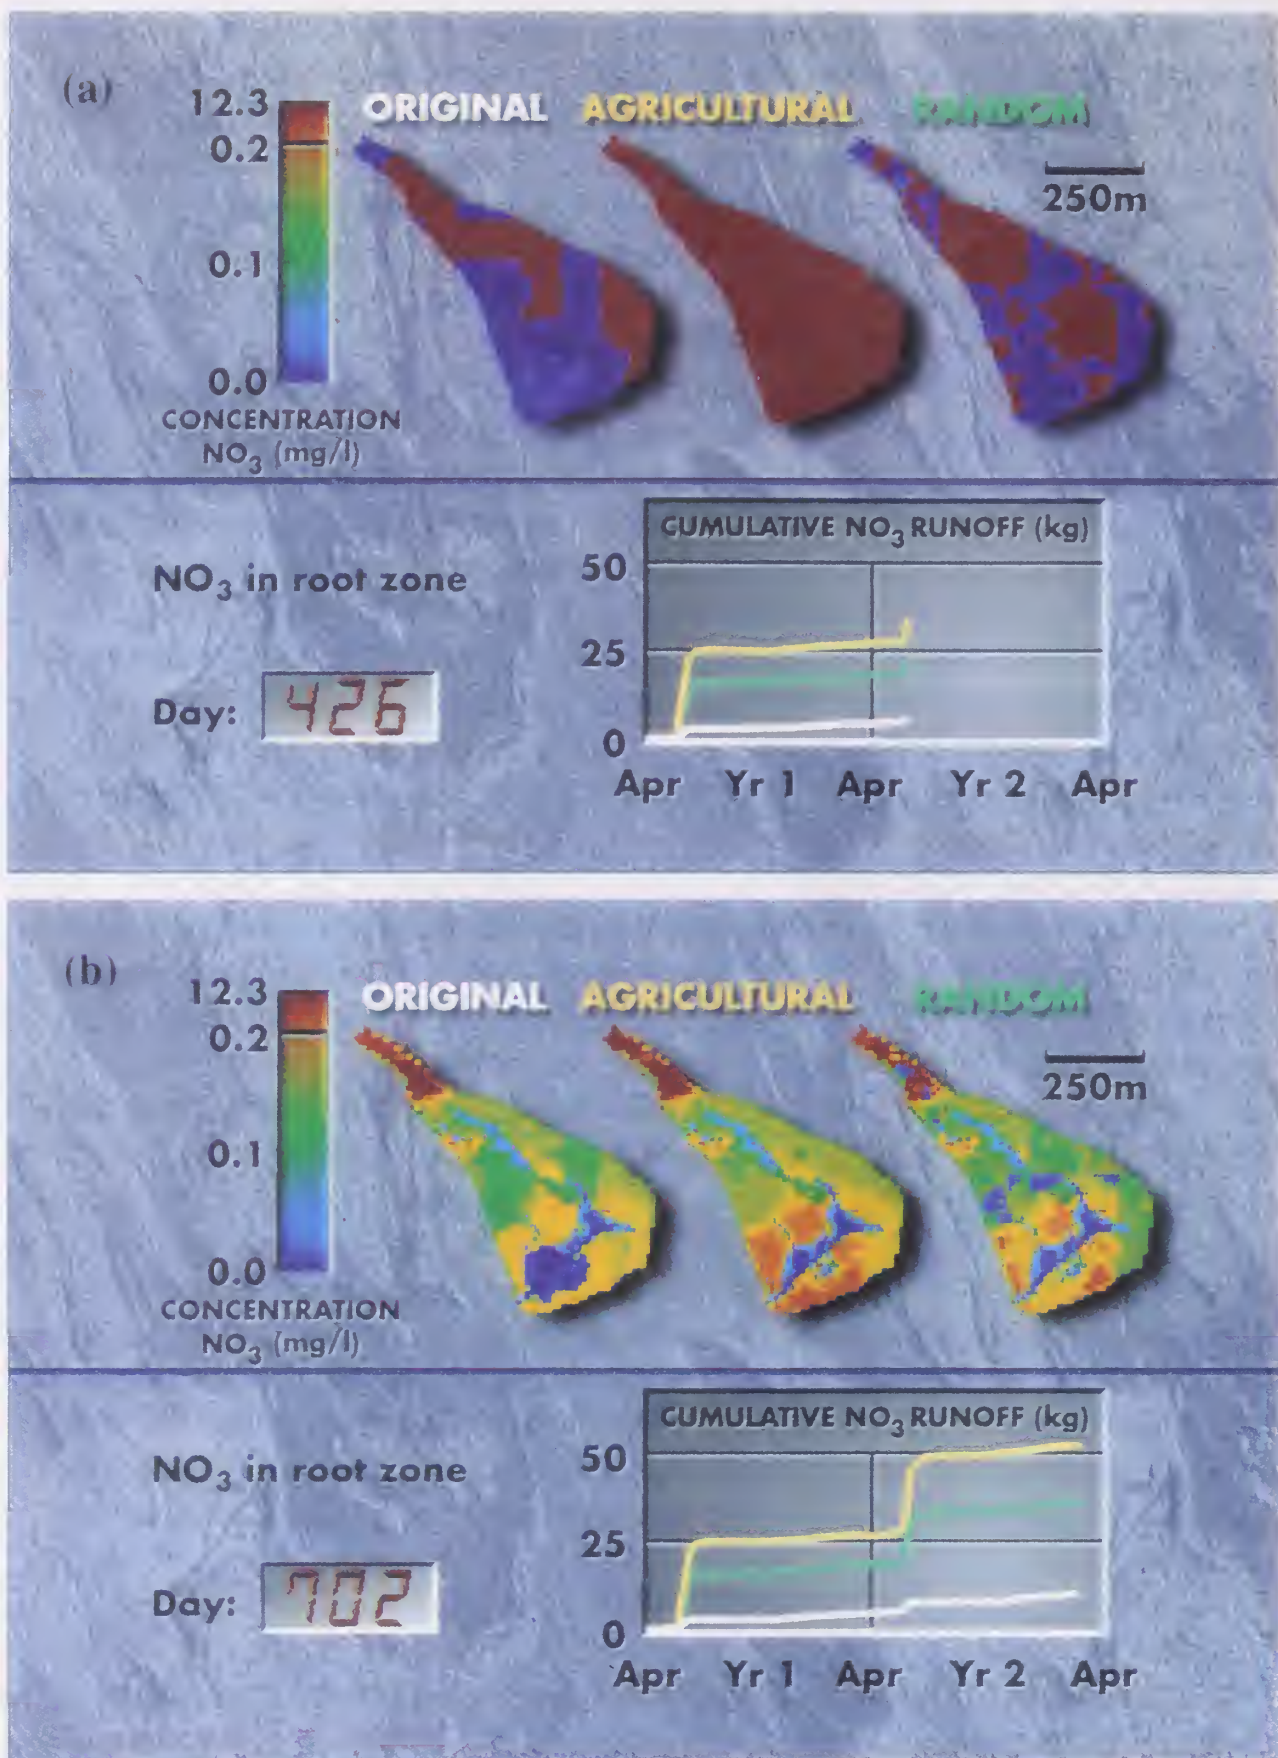 (a)
12.3
0.2
0.1
0.0
CONCENTRATION
NO3 (mg/l)
ORIGINAL AGRICULTURAL RANDOM
250m
NO3 in root zone
Day: 426
CUMULATIVE NO3 RUNOFF (kg)
50
25
0
Apr Yr 1 Apr Yr 2 Apr
(b)
12.3
0.2
0.1
0.0
CONCENTRATION
NO3 (mg/l)
ORIGINAL AGRICULTURAL RANDOM
250m
NO3 in root zone
Day: 702
CUMULATIVE NO3 RUNOFF (kg)
50
25
0
Apr Yr 1 Apr Yr 2 Apr